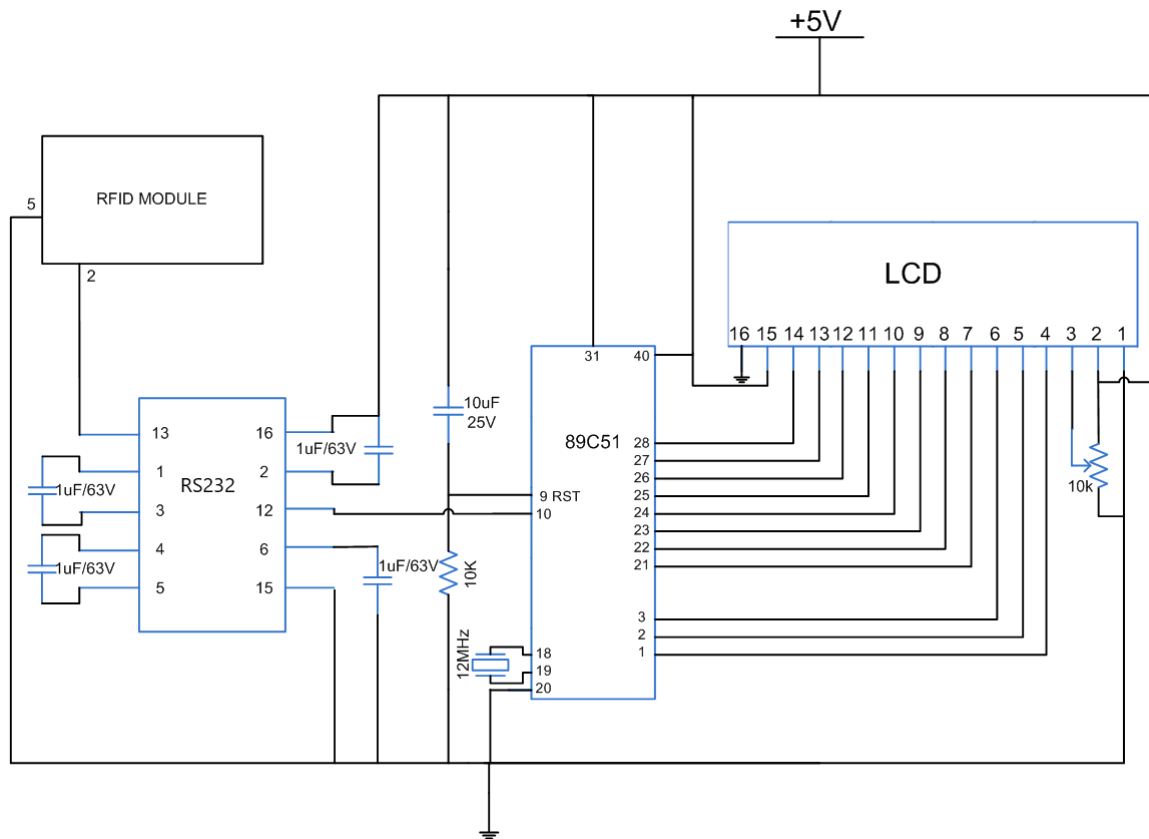 +5V
RFID MODULE
5
2
LCD
16 15 14 13 12 11 10 9 8 7 6 5 4 3 2 1
31
40
10uF
25V
89C51
28
27
26
25
24
23
22
21
3
2
1
9 RST
10
18
19
20
10k
RS232
13
1
3
4
5
16
2
12
6
15
1uF/63V
1uF/63V
1uF/63V
1uF/63V
10K
12MHz